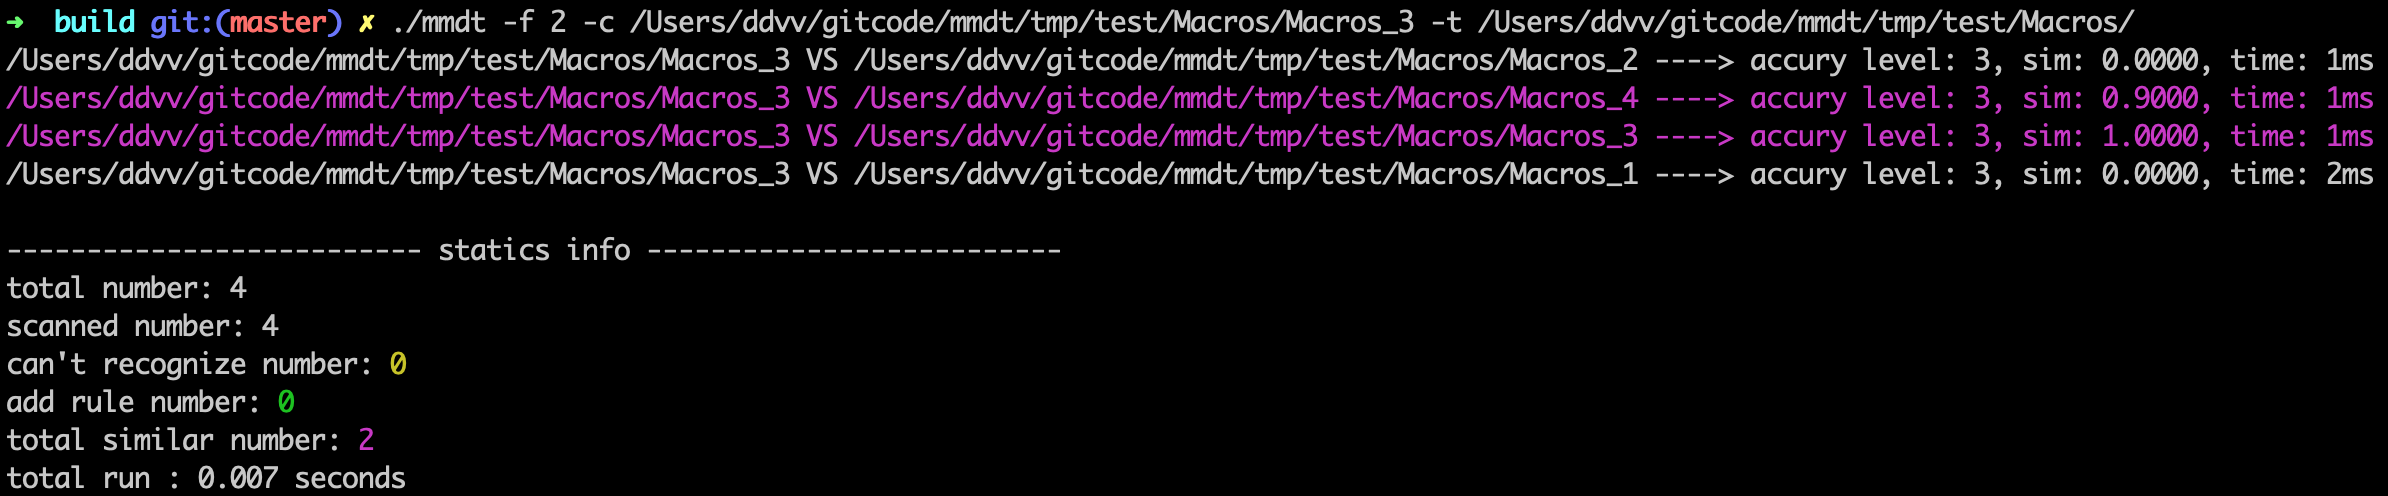 ➜  build git:(master) ✗ ./mmdt -f 2 -c /Users/ddvv/gitcode/mmdt/tmp/test/Macros/Macros_3 -t /Users/ddvv/gitcode/mmdt/tmp/test/Macros/
/Users/ddvv/gitcode/mmdt/tmp/test/Macros/Macros_3 VS /Users/ddvv/gitcode/mmdt/tmp/test/Macros/Macros_2 ----> accury level: 3, sim: 0.0000, time: 1ms
/Users/ddvv/gitcode/mmdt/tmp/test/Macros/Macros_3 VS /Users/ddvv/gitcode/mmdt/tmp/test/Macros/Macros_4 ----> accury level: 3, sim: 0.9000, time: 1ms
/Users/ddvv/gitcode/mmdt/tmp/test/Macros/Macros_3 VS /Users/ddvv/gitcode/mmdt/tmp/test/Macros/Macros_3 ----> accury level: 3, sim: 1.0000, time: 1ms
/Users/ddvv/gitcode/mmdt/tmp/test/Macros/Macros_3 VS /Users/ddvv/gitcode/mmdt/tmp/test/Macros/Macros_1 ----> accury level: 3, sim: 0.0000, time: 2ms
-------------------------- statics info --------------------------
total number: 4
scanned number: 4
can't recognize number: 0
add rule number: 0
total similar number: 2
total run : 0.007 seconds